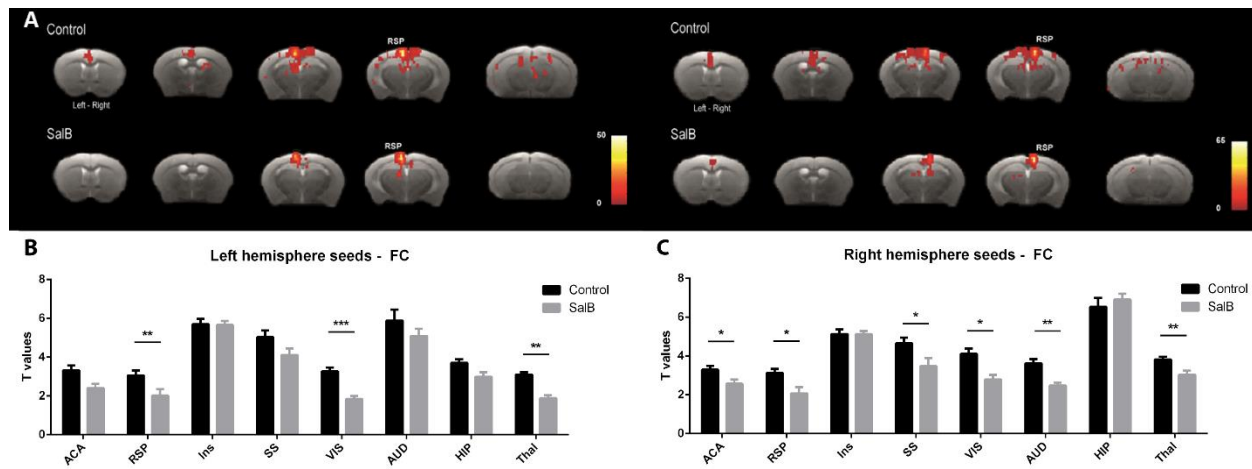 A
Control
RSP
Left - Right
SalB
RSP
50
0
Control
RSP
Left - Right
SalB
RSP
65
0
B
Left hemisphere seeds - FC
Control
SalB
T values
8
6
4
2
0
**
***
**
ACA
RSP
Ins
SS
VIS
AUD
HIP
Thal
C
Right hemisphere seeds - FC
Control
SalB
T values
8
6
4
2
0
*
*
*
*
**
**
ACA
RSP
Ins
SS
VIS
AUD
HIP
Thal